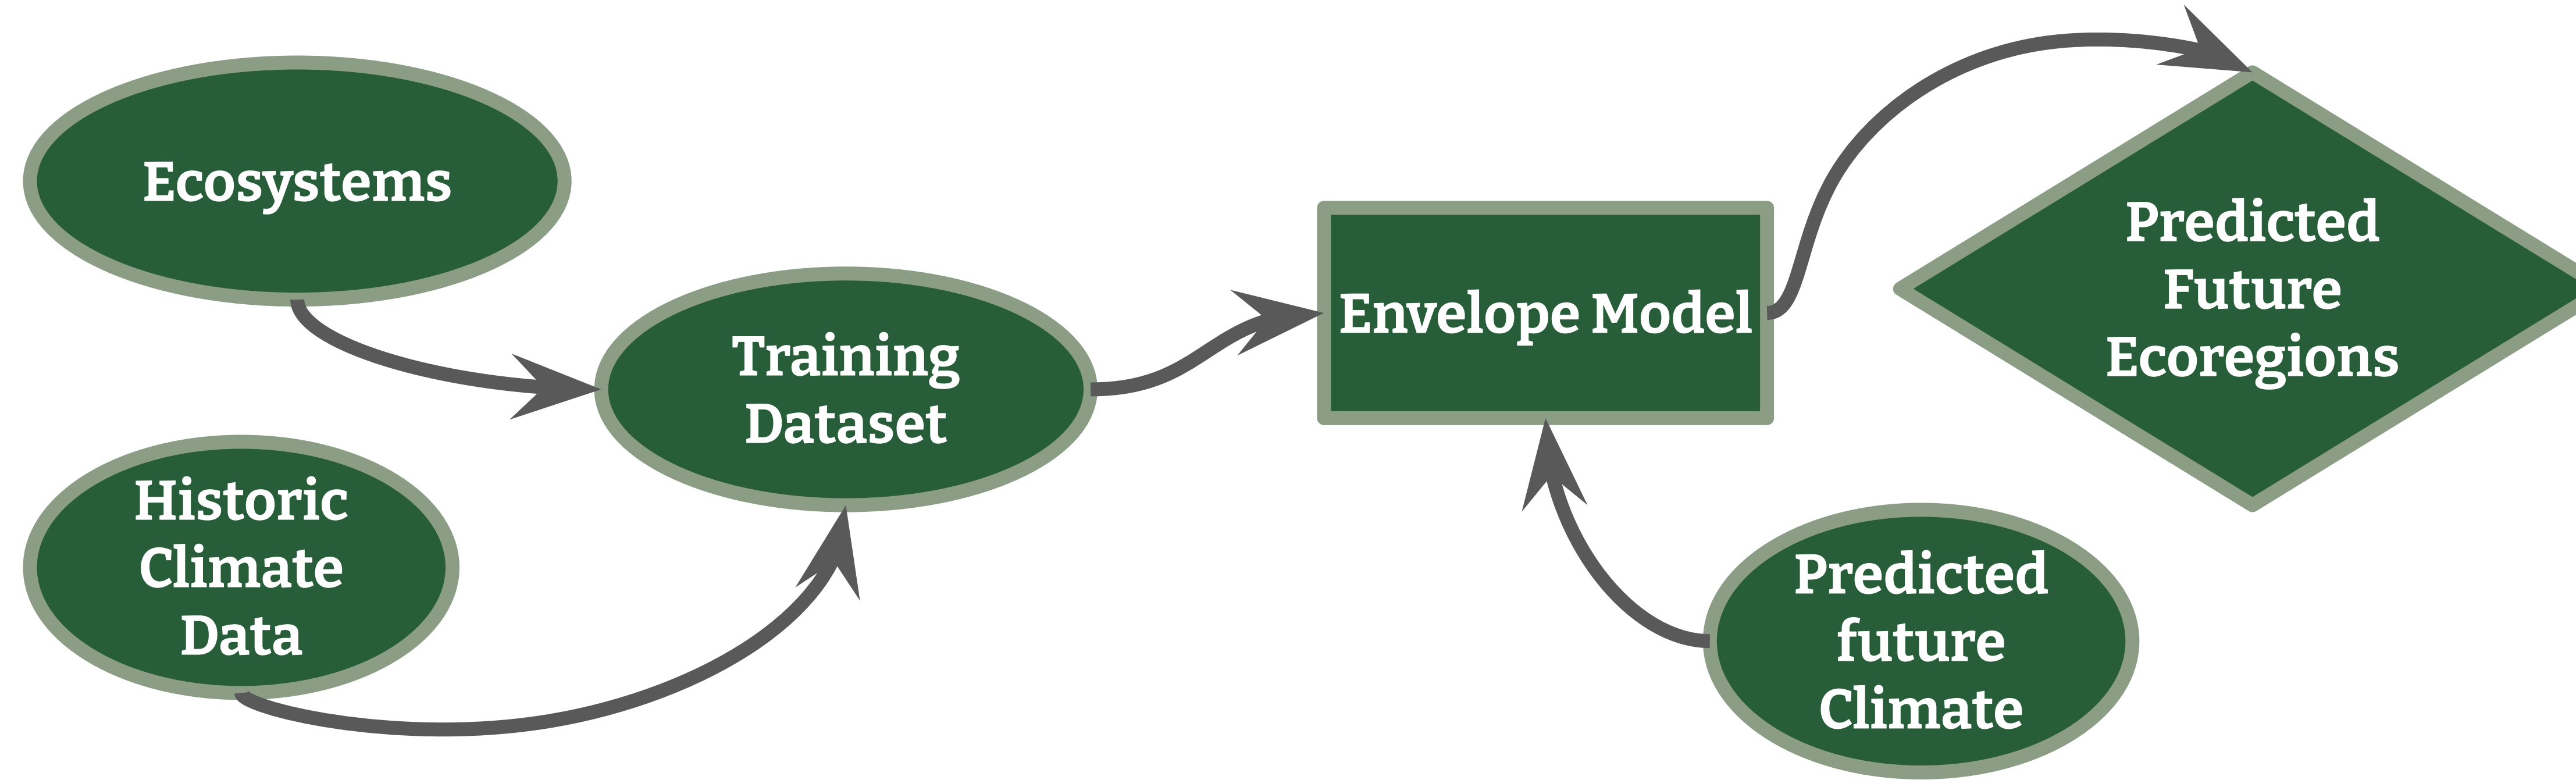 Ecosystems
Historic
Climate
Data
Training
Dataset
Envelope Model
Predicted
future
Climate
Predicted
Future
Ecoregions